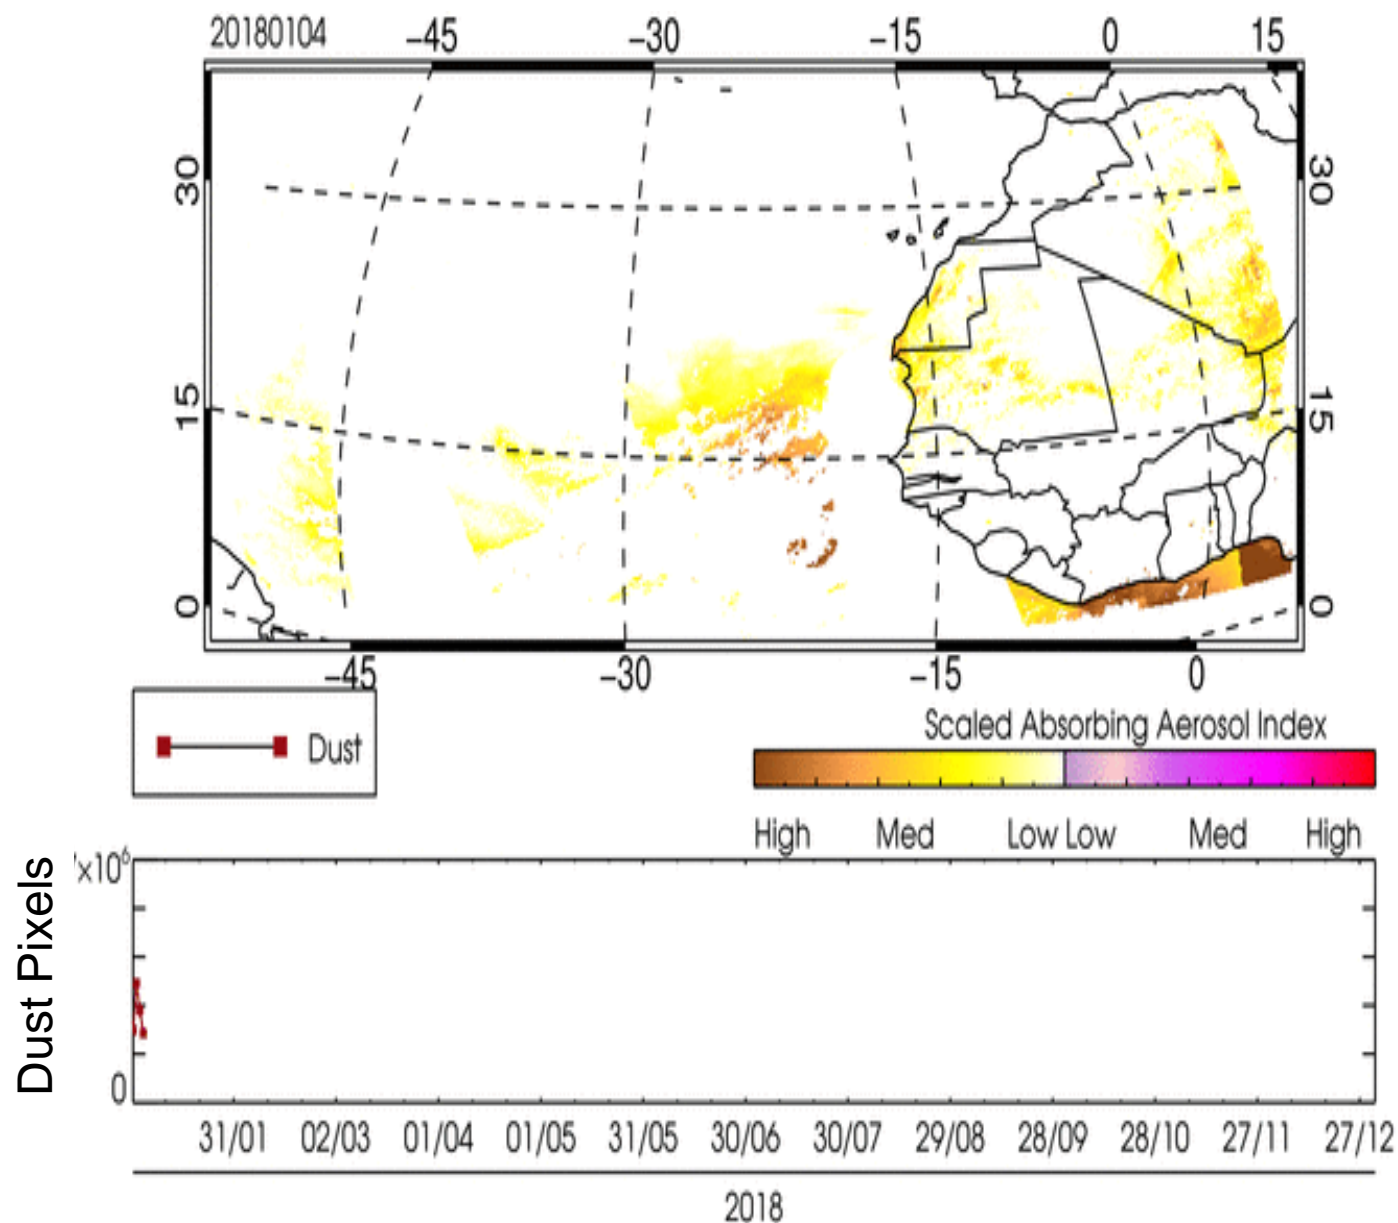 20180104 −45 −30 −15 0 15
30 30
15 15
0 0
−45 −30 −15 0
Dust
Scaled Absorbing Aerosol Index
High Med Low Low Med High
×10⁶
Dust Pixels
0
31/01 02/03 01/04 01/05 31/05 30/06 30/07 29/08 28/09 28/10 27/11 27/12
2018